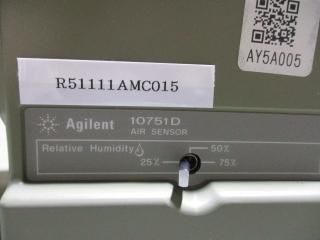 AY5A005
R51111AMC015
Agilent 10751D
AIR SENSOR
Relative Humidity 50%
25% 75%